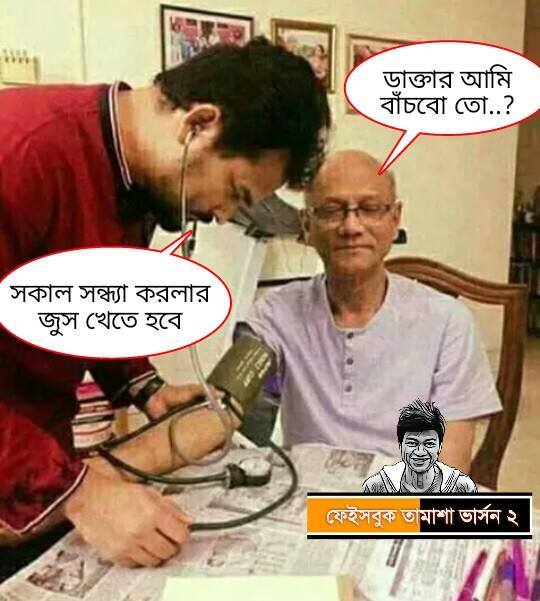 ডাক্তার আমি
বাঁচবো তো..?
সকাল সন্ধ্যা করলার
জুস খেতে হবে
ফেইসবুক তামাশা ভার্সন ২